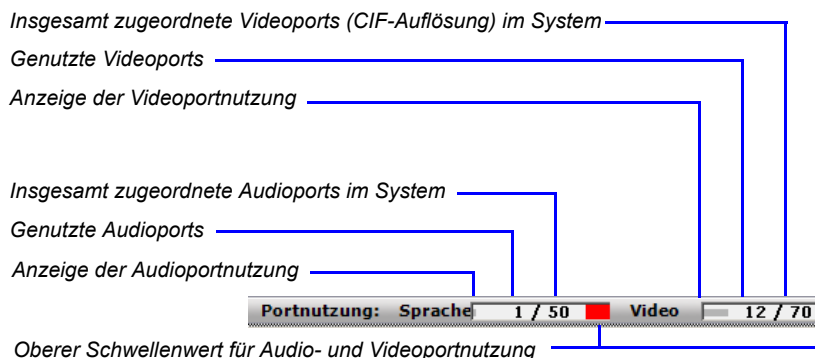 Insgesamt zugeordnete Videoports (CIF-Auflösung) im System
Genutzte Videoports
Anzeige der Videoportnutzung
Insgesamt zugeordnete Audioports im System
Genutzte Audioports
Anzeige der Audioportnutzung
Portnutzung: Sprache 1 / 50 Video 12 / 70
Oberer Schwellenwert für Audio- und Videoportnutzung